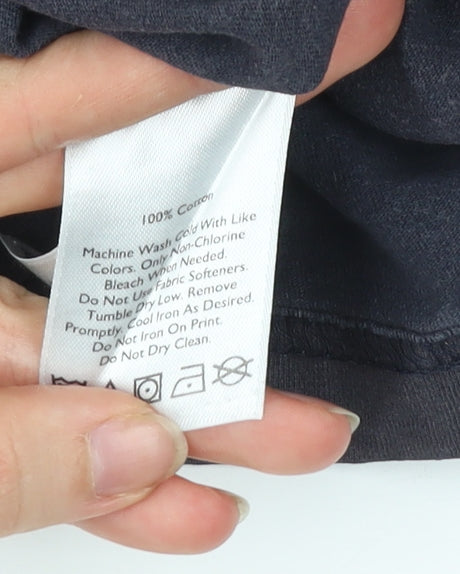 100% Cotton
Machine Wash Cold With Like
Colors. Only Non-Chlorine
Bleach When Needed.
Do Not Use Fabric Softeners.
Tumble Dry Low. Remove
Promptly. Cool Iron As Desired.
Do Not Iron On Print.
Do Not Dry Clean.